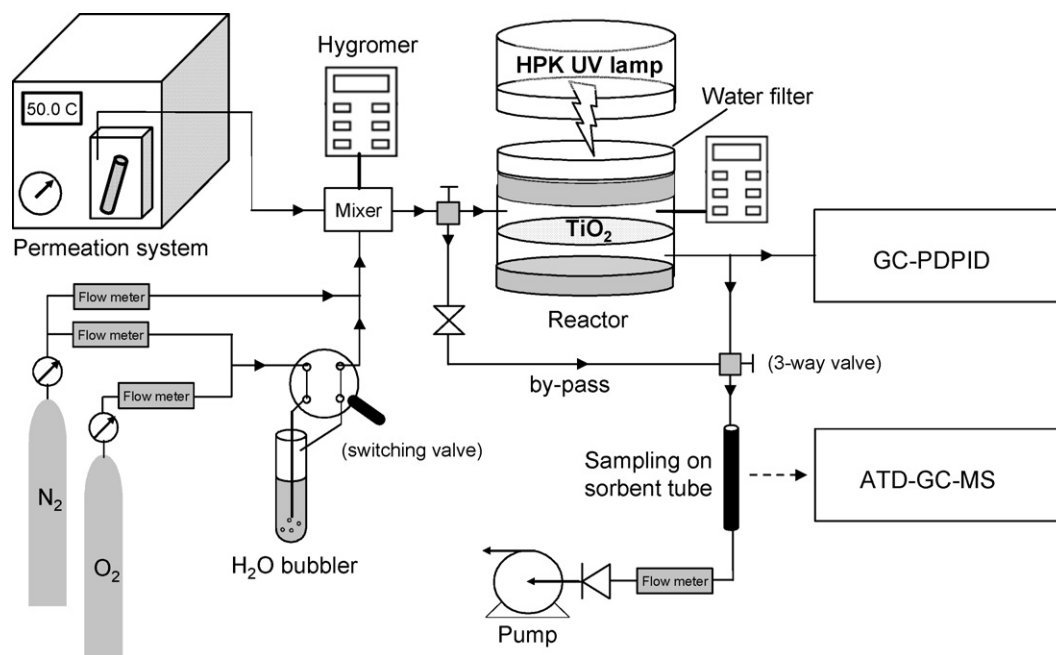 Hygromer
HPK UV lamp
Water filter
50.0 C
Mixer
TiO₂
Permeation system
GC-PDPID
Flow meter
Reactor
Flow meter
(3-way valve)
by-pass
Flow meter
(switching valve)
Sampling on
sorbent tube
ATD-GC-MS
N₂
O₂
H₂O bubbler
Flow meter
Pump